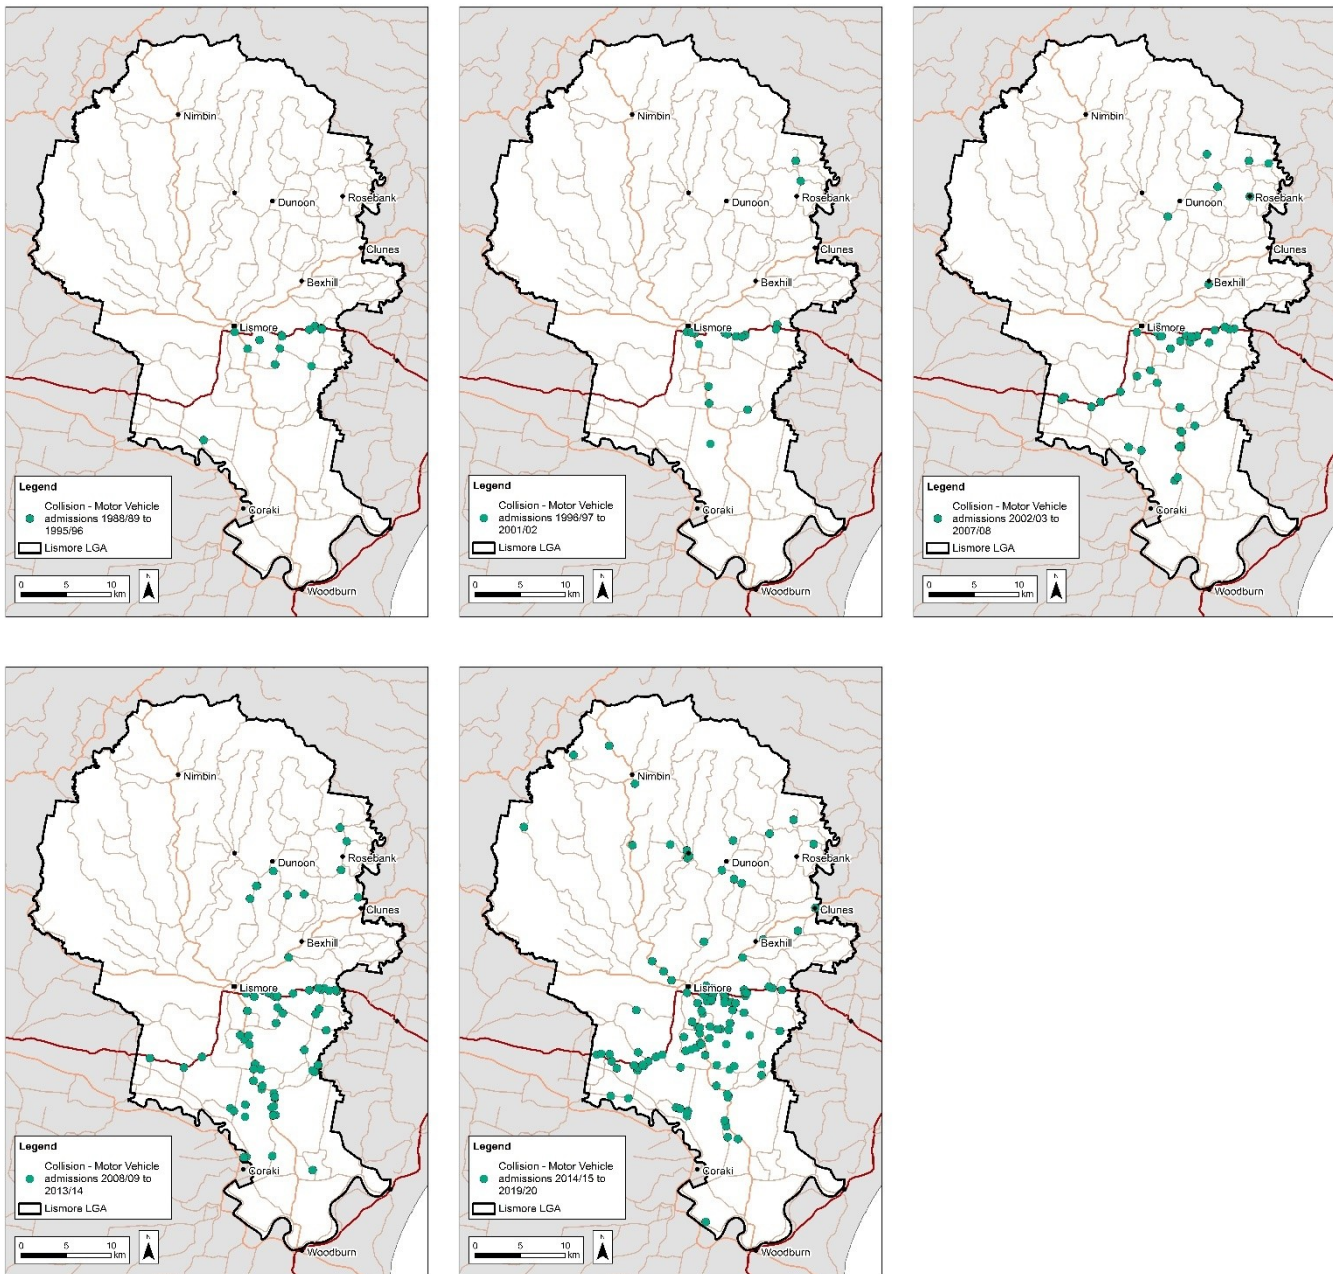 Nimbin
Dunoon
Rosebank
Clunes
Bexhill
Lismore
Legend
Collision - Motor Vehicle
admissions 1988/89 to
1995/96
Lismore LGA
Coraki
0 5 10
km
N
Woodburn
Nimbin
Dunoon
Rosebank
Clunes
Bexhill
Lismore
Legend
Collision - Motor Vehicle
admissions 1996/97 to
2001/02
Lismore LGA
Coraki
0 5 10
km
N
Woodburn
Nimbin
Dunoon
Rosebank
Clunes
Bexhill
Lismore
Legend
Collision - Motor Vehicle
admissions 2002/03 to
2007/08
Lismore LGA
Coraki
0 5 10
km
N
Woodburn
Nimbin
Dunoon
Rosebank
Clunes
Bexhill
Lismore
Legend
Collision - Motor Vehicle
admissions 2008/09 to
2013/14
Lismore LGA
Coraki
0 5 10
km
N
Woodburn
Nimbin
Dunoon
Rosebank
Clunes
Bexhill
Lismore
Legend
Collision - Motor Vehicle
admissions 2014/15 to
2019/20
Lismore LGA
Coraki
0 5 10
km
N
Woodburn